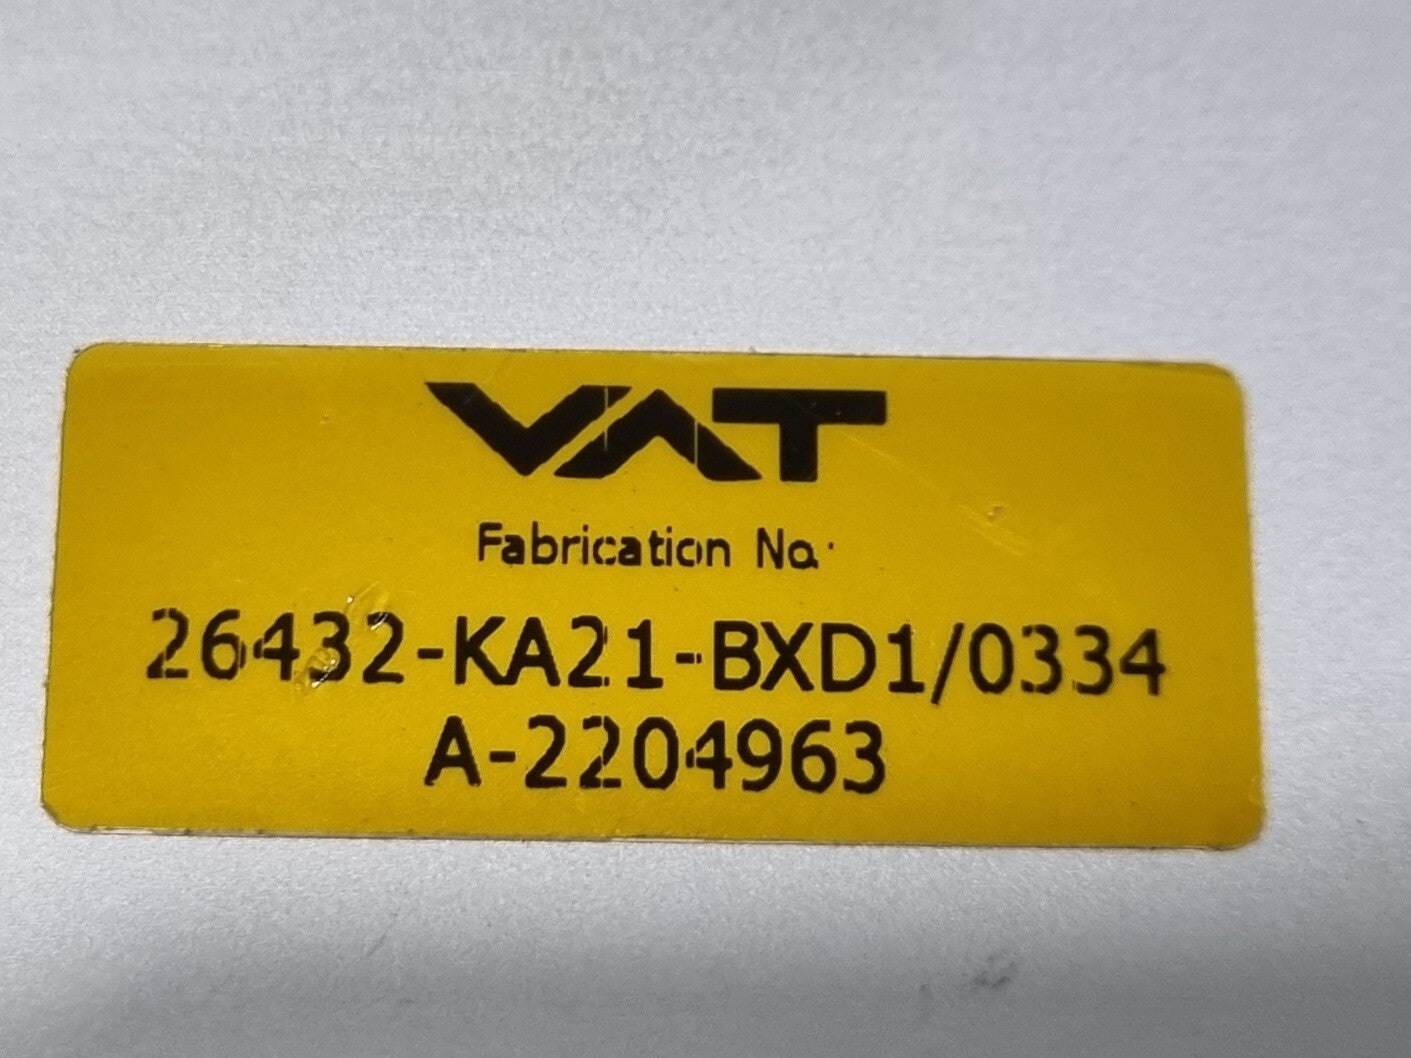 VAT
Fabrication No.
26432-KA21-BXD1/0334
A-2204963